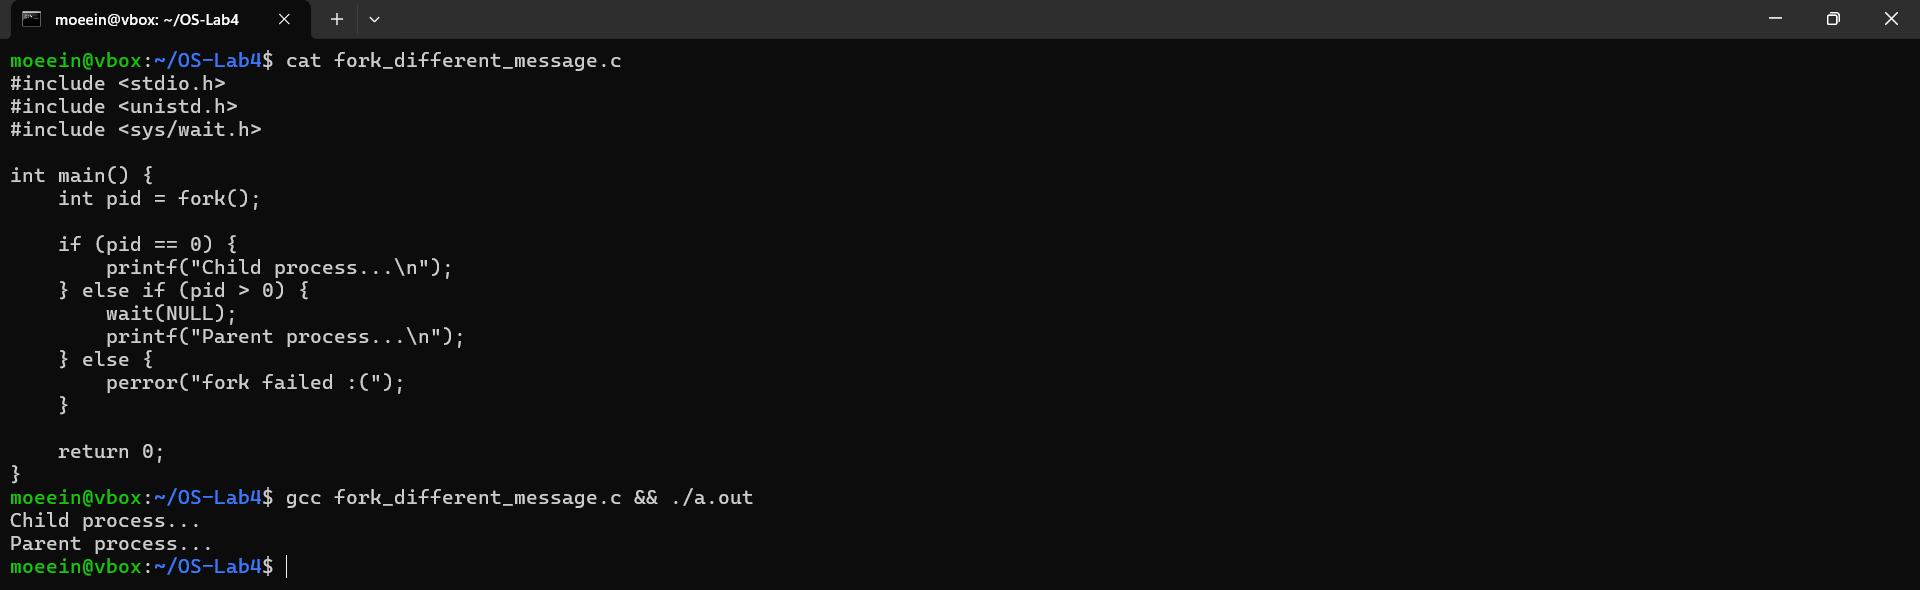 moeein@vbox: ~/OS-Lab4
moeein@vbox:~/OS-Lab4$ cat fork_different_message.c
#include <stdio.h>
#include <unistd.h>
#include <sys/wait.h>

int main() {
    int pid = fork();

    if (pid == 0) {
        printf("Child process...\n");
    } else if (pid > 0) {
        wait(NULL);
        printf("Parent process...\n");
    } else {
        perror("fork failed :(");
    }

    return 0;
}
moeein@vbox:~/OS-Lab4$ gcc fork_different_message.c && ./a.out
Child process...
Parent process...
moeein@vbox:~/OS-Lab4$